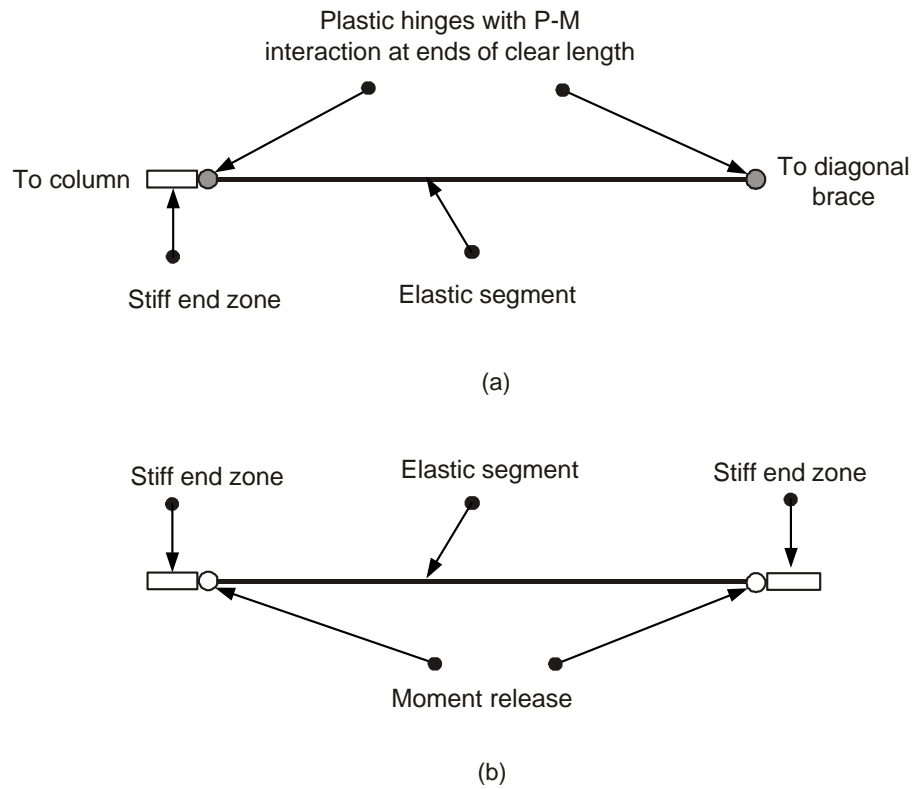 Plastic hinges with P-M
interaction at ends of clear length
To column
To diagonal
brace
Stiff end zone
Elastic segment
(a)
Stiff end zone
Elastic segment
Stiff end zone
Moment release
(b)